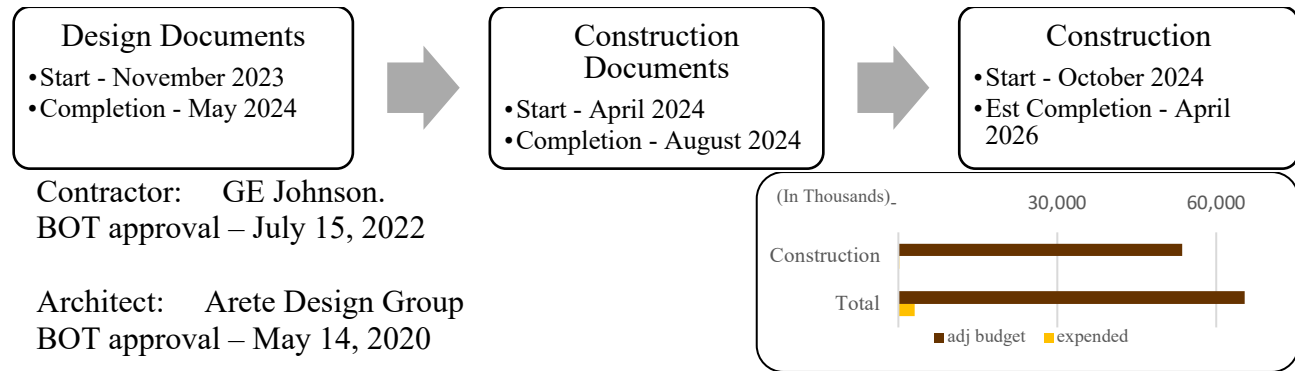 Design Documents
•Start - November 2023
•Completion - May 2024
Construction
Documents
•Start - April 2024
•Completion - August 2024
Construction
•Start - October 2024
•Est Completion - April
2026
Contractor: GE Johnson.
BOT approval – July 15, 2022
Architect: Arete Design Group
BOT approval – May 14, 2020
(In Thousands) - 30,000 60,000
Construction
Total
adj budget expended